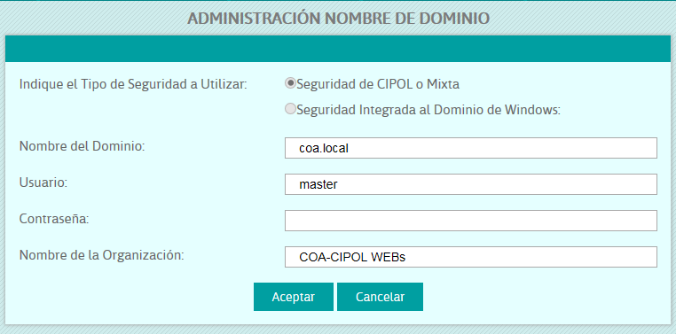 ADMINISTRACIÓN NOMBRE DE DOMINIO
Indique el Tipo de Seguridad a Utilizar:
Seguridad de CIPOL o Mixta
Seguridad Integrada al Dominio de Windows:
Nombre del Dominio:
coa.local
Usuario:
master
Contraseña:
Nombre de la Organización:
COA-CIPOL WEBs
Aceptar
Cancelar